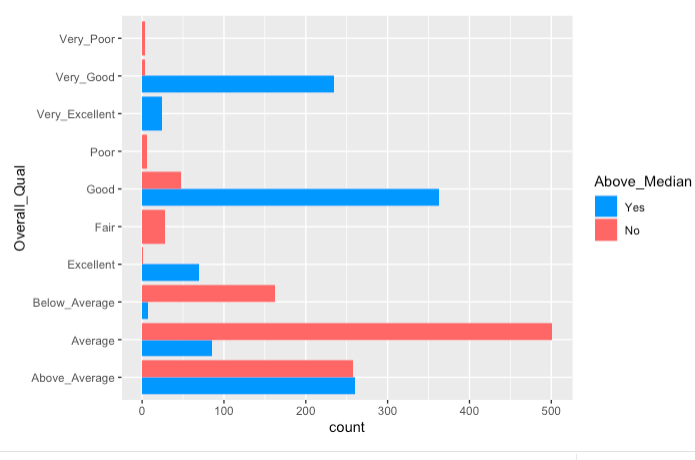 Very_Poor
Very_Good
Very_Excellent
Poor
Good
Fair
Excellent
Below_Average
Average
Above_Average
Overall_Qual
0 100 200 300 400 500
count
Above_Median
Yes
No